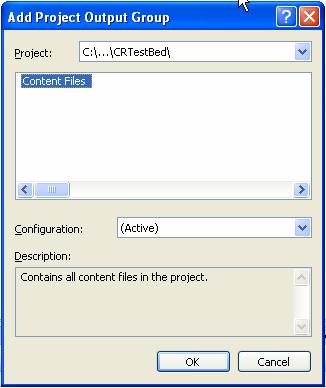 Add Project Output Group
Project: C:\...\CRTestBed\
Content Files
Configuration: (Active)
Description:
Contains all content files in the project.
OK Cancel